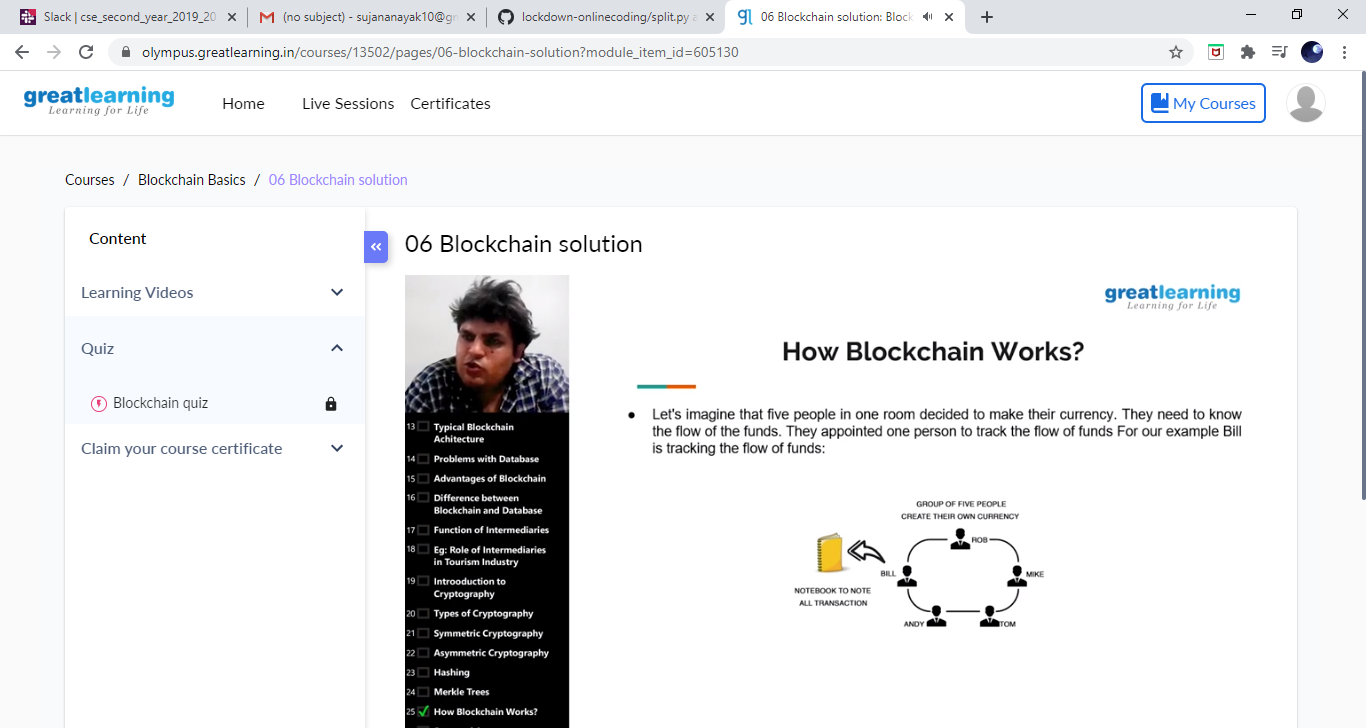 Slack | cse_second_year_2019_20
(no subject) - sujananayak10@gm
lockdown-onlinecoding/split.py a
06 Blockchain solution: Block
olympus.greatlearning.in/courses/13502/pages/06-blockchain-solution?module_item_id=605130
greatlearning
Learning for Life
Home
Live Sessions
Certificates
My Courses
Courses / Blockchain Basics / 06 Blockchain solution
Content
Learning Videos
Quiz
Blockchain quiz
Claim your course certificate
06 Blockchain solution
13 Typical Blockchain
Achitecture
14 Problems with Database
15 Advantages of Blockchain
16 Difference between
Blockchain and Database
17 Function of Intermediaries
18 Eg: Role of Intermediaries
in Tourism Industry
19 Introoduction to
Cryptography
20 Types of Cryptography
21 Symmetric Cryptography
22 Asymmetric Cryptography
23 Hashing
24 Merkle Trees
25 How Blockchain Works?
greatlearning
Learning for Life
How Blockchain Works?
Let's imagine that five people in one room decided to make their currency. They need to know
the flow of the funds. They appointed one person to track the flow of funds For our example Bill
is tracking the flow of funds:
GROUP OF FIVE PEOPLE
CREATE THEIR OWN CURRENCY
ROB
BILL
MIKE
NOTEBOOK TO NOTE
ALL TRANSACTION
ANDY
TOM